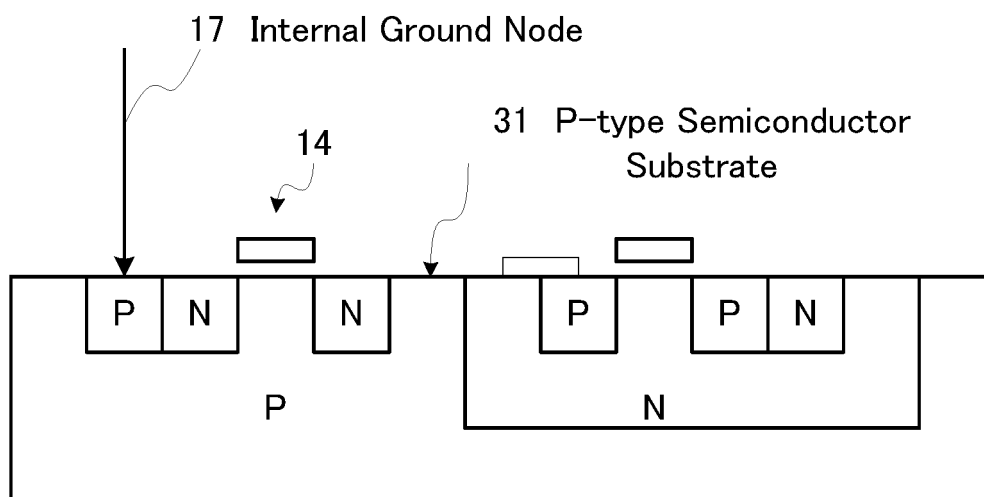 17 Internal Ground Node
14
31 P-type Semiconductor
Substrate
P N N P P N
P N